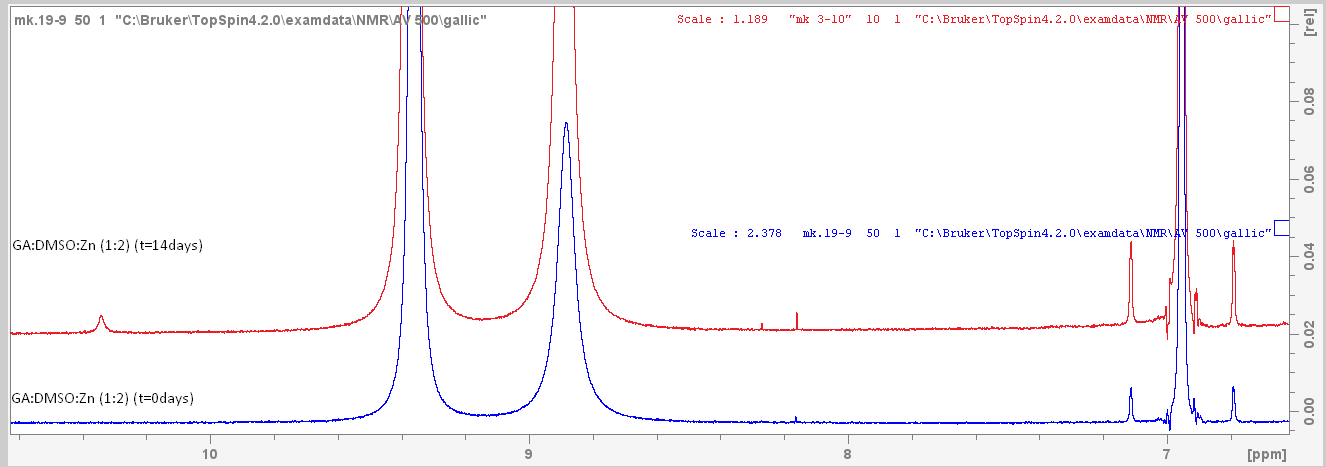 mk.19-9 50 1 "C:\Bruker\TopSpin4.2.0\examdata\NMR\AV 500\gallic"
Scale : 1.189 "mk 3-10" 10 1 "C:\Bruker\TopSpin4.2.0\examdata\NMR\AV 500\gallic"
[rel]
0.08
0.06
Scale : 2.378 mk.19-9 50 1 "C:\Bruker\TopSpin4.2.0\examdata\NMR\AV 500\gallic"
GA:DMSO:Zn (1:2) (t=14days)
0.04
0.02
GA:DMSO:Zn (1:2) (t=0days)
0.00
10 9 8 7 [ppm]